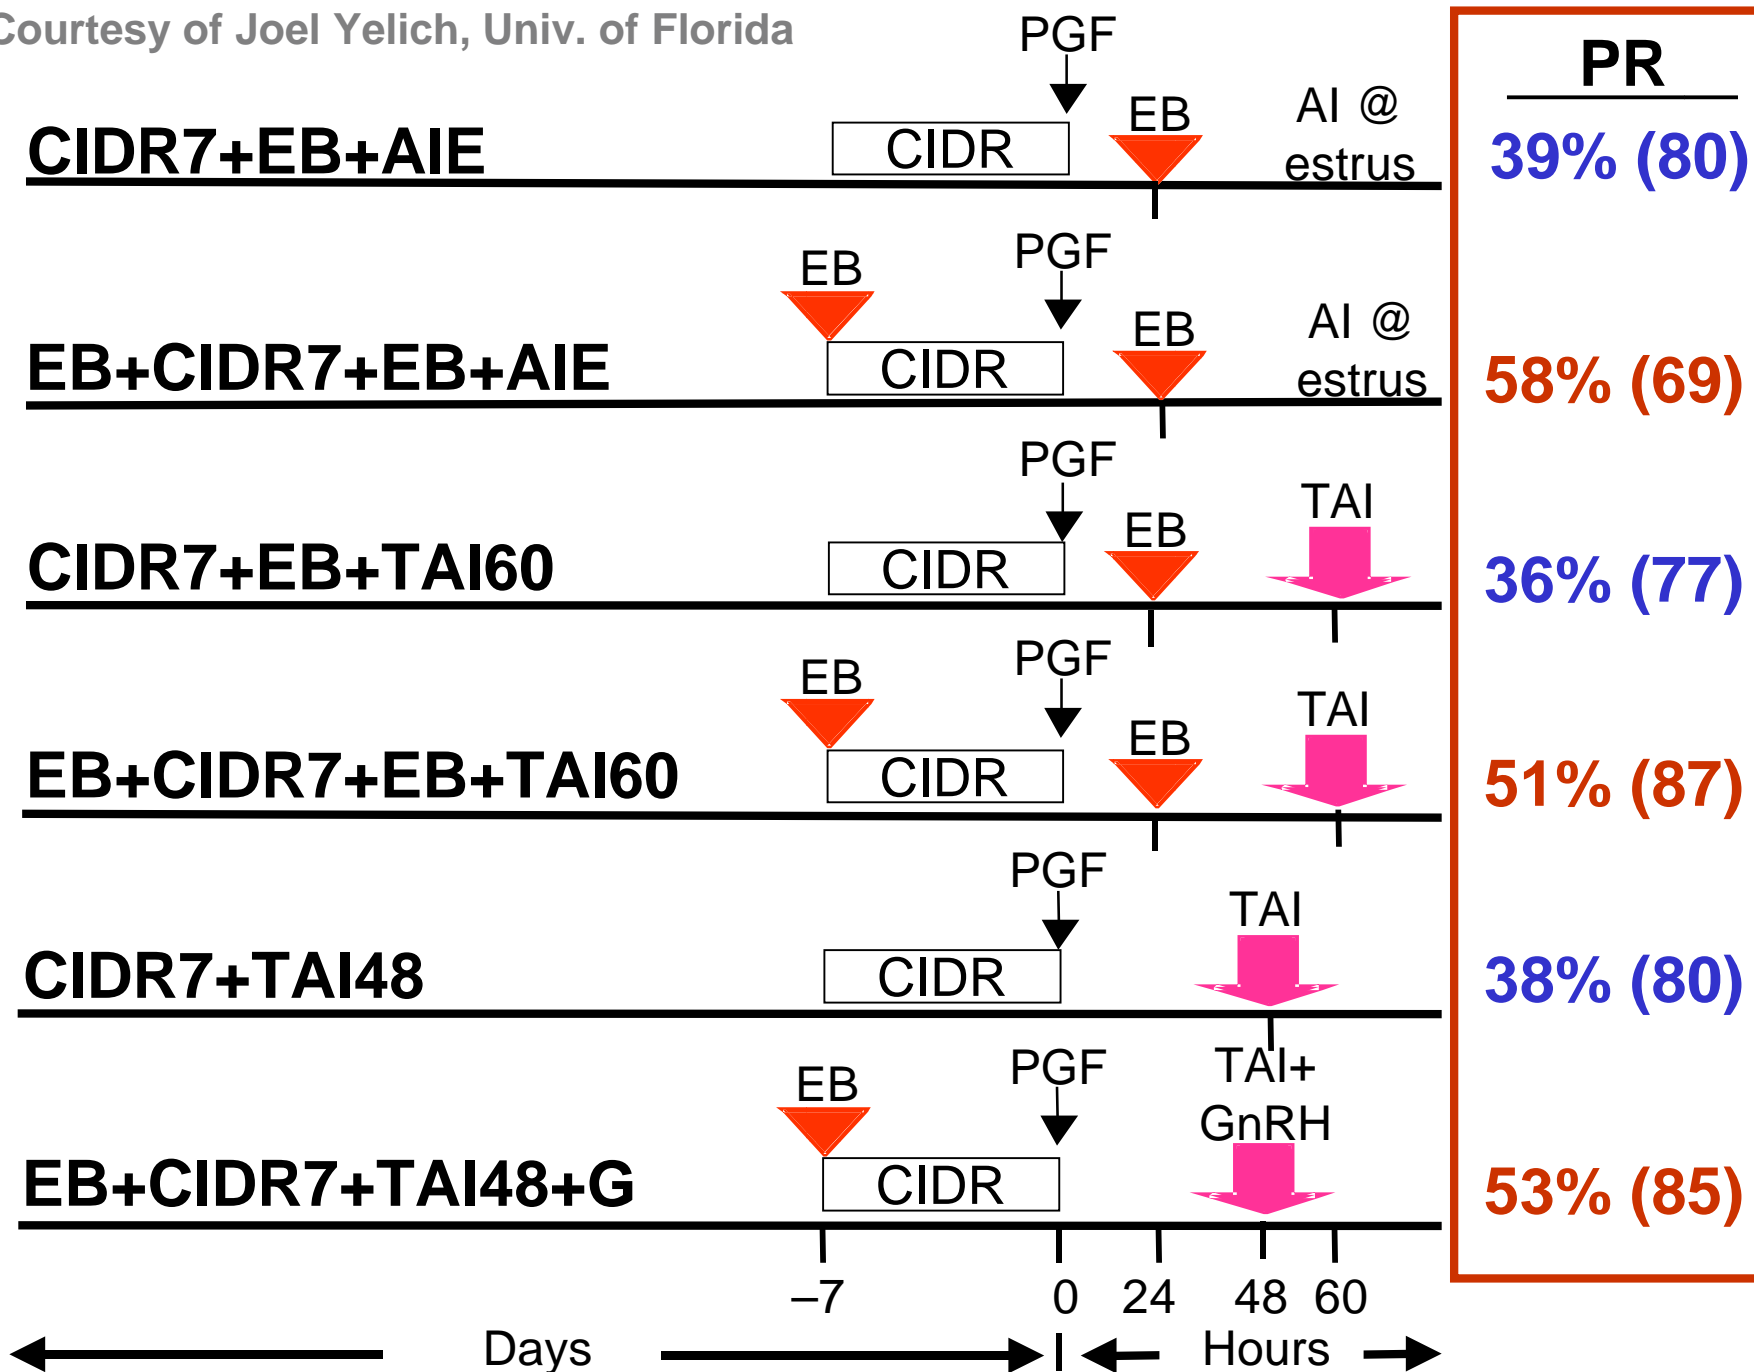 Courtesy of Joel Yelich, Univ. of Florida
PR
PGF
CIDR7+EB+AIE
CIDR
EB
AI @
estrus
39% (80)
EB
PGF
EB+CIDR7+EB+AIE
CIDR
EB
AI @
estrus
58% (69)
PGF
CIDR7+EB+TAI60
CIDR
EB
TAI
36% (77)
EB
PGF
EB+CIDR7+EB+TAI60
CIDR
EB
TAI
51% (87)
PGF
CIDR7+TAI48
CIDR
TAI
38% (80)
EB
PGF
TAI+
GnRH
EB+CIDR7+TAI48+G
CIDR
53% (85)
–7 0 24 48 60
Days Hours